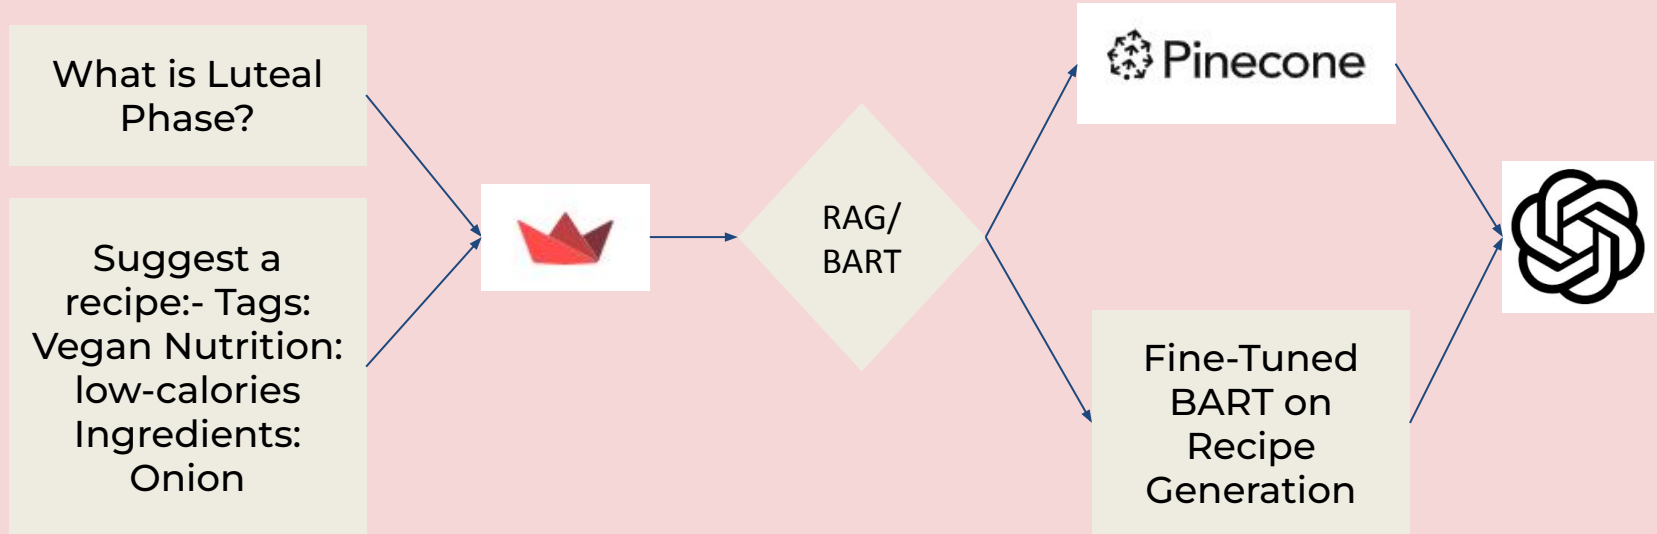 What is Luteal
Phase?
Suggest a
recipe:- Tags:
Vegan Nutrition:
low-calories
Ingredients:
Onion
RAG/
BART
Pinecone
Fine-Tuned
BART on
Recipe
Generation